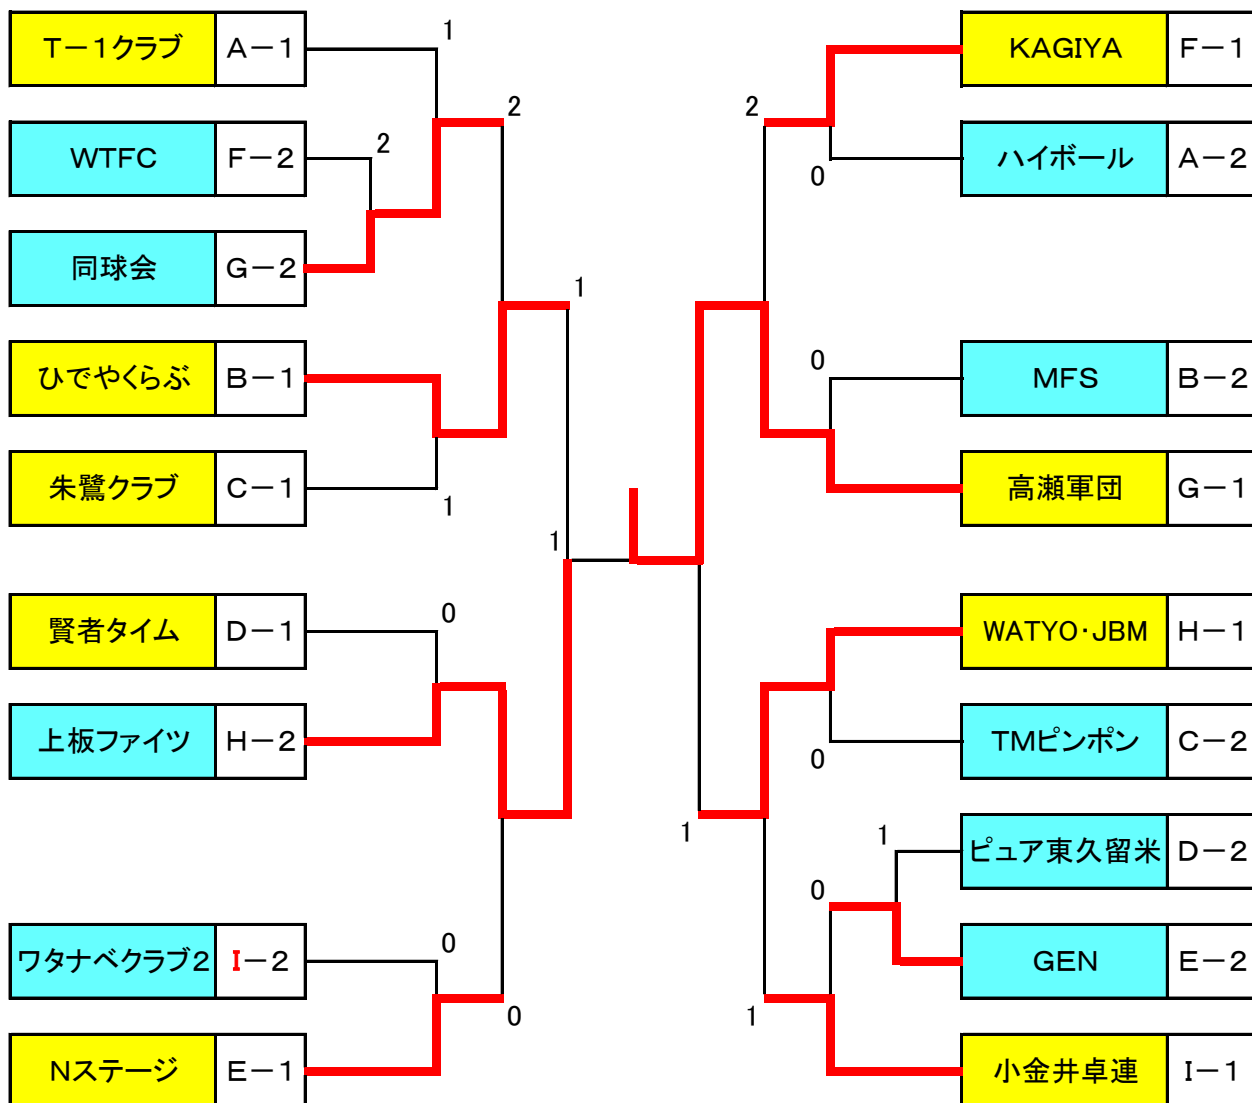 T－1クラブ A－1
1
WTFC F－2
2
2
同球会 G－2
1
ひでやくらぶ B－1
朱鷺クラブ C－1
1
1
賢者タイム D－1
0
上板ファイツ H－2
ワタナベクラブ2 I－2
0
0
Nステージ E－1
KAGIYA F－1
2
ハイボール A－2
0
0
MFS B－2
高瀬軍団 G－1
WATYO・JBM H－1
TMピンポン C－2
0
1
1
ピュア東久留米 D－2
0
GEN E－2
1
小金井卓連 I－1